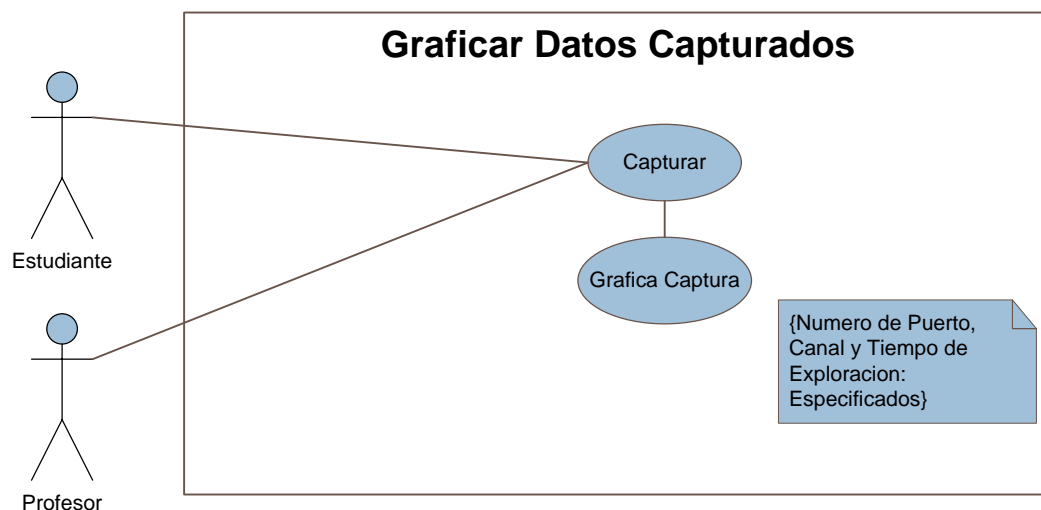 Graficar Datos Capturados
Capturar
Estudiante
Grafica Captura
{Numero de Puerto,
Canal y Tiempo de
Exploracion:
Especificados}
Profesor